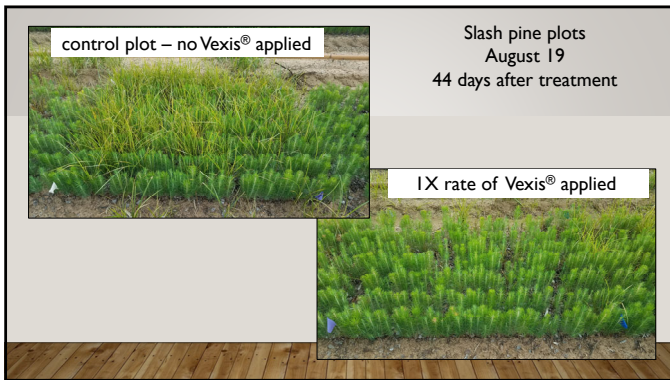 control plot – no Vexis® applied
Slash pine plots
August 19
44 days after treatment
1X rate of Vexis® applied